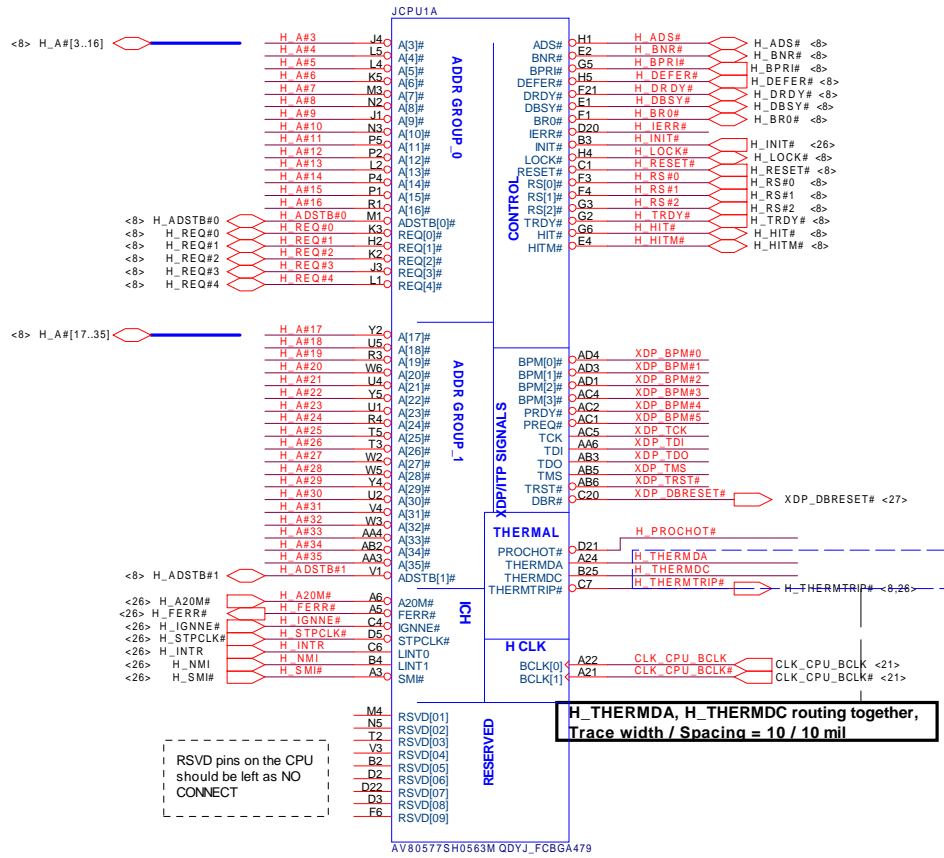 JCPU1A
<8> H_A#[3..16]
H_A#3 J4 A[3]#
H_A#4 L5 A[4]#
H_A#5 L4 A[5]#
H_A#6 K5 A[6]#
H_A#7 M3 A[7]#
H_A#8 N2 A[8]#
H_A#9 J1 A[9]#
H_A#10 N3 A[10]#
H_A#11 P5 A[11]#
H_A#12 P2 A[12]#
H_A#13 L2 A[13]#
H_A#14 P4 A[14]#
H_A#15 P1 A[15]#
H_A#16 R1 A[16]#
<8> H_ADSTB#0 H_ADSTB#0 M1 ADSTB[0]#
<8> H_REQ#0 H_REQ#0 K3 REQ[0]#
<8> H_REQ#1 H_REQ#1 H2 REQ[1]#
<8> H_REQ#2 H_REQ#2 K2 REQ[2]#
<8> H_REQ#3 H_REQ#3 J3 REQ[3]#
<8> H_REQ#4 H_REQ#4 L1 REQ[4]#
ADDR GROUP_0
<8> H_A#[17..35]
H_A#17 Y2 A[17]#
H_A#18 U5 A[18]#
H_A#19 R3 A[19]#
H_A#20 W6 A[20]#
H_A#21 U4 A[21]#
H_A#22 Y5 A[22]#
H_A#23 U1 A[23]#
H_A#24 R4 A[24]#
H_A#25 T5 A[25]#
H_A#26 T3 A[26]#
H_A#27 W2 A[27]#
H_A#28 W5 A[28]#
H_A#29 Y4 A[29]#
H_A#30 U2 A[30]#
H_A#31 V4 A[31]#
H_A#32 W3 A[32]#
H_A#33 AA4 A[33]#
H_A#34 AB2 A[34]#
H_A#35 AA3 A[35]#
<8> H_ADSTB#1 H_ADSTB#1 V1 ADSTB[1]#
ADDR GROUP_1
<26> H_A20M# H_A20M# A6 A20M#
<26> H_FERR# H_FERR# A5 FERR#
<26> H_IGNNE# H_IGNNE# C4 IGNNE#
<26> H_STPCLK# H_STPCLK# D5 STPCLK#
<26> H_INTR H_INTR C6 LINT0
<26> H_NMI H_NMI B4 LINT1
<26> H_SMI# H_SMI# A3 SMI#
ICH
M4 RSVD[01]
N5 RSVD[02]
T2 RSVD[03]
V3 RSVD[04]
B2 RSVD[05]
D2 RSVD[06]
D22 RSVD[07]
D3 RSVD[08]
F6 RSVD[09]
RESERVED
RSVD pins on the CPU
should be left as NO
CONNECT
ADS# H1 H_ADS# H_ADS# <8>
BNR# E2 H_BNR# H_BNR# <8>
BPRI# G5 H_BPRI# H_BPRI# <8>
DEFER# H5 H_DEFER# H_DEFER# <8>
DRDY# F21 H_DRDY# H_DRDY# <8>
DBSY# E1 H_DBSY# H_DBSY# <8>
BR0# F1 H_BR0# H_BR0# <8>
IERR# D20 H_IERR#
INIT# B3 H_INIT# H_INIT# <26>
LOCK# H4 H_LOCK# H_LOCK# <8>
RESET# C1 H_RESET# H_RESET# <8>
RS[0]# F3 H_RS#0 H_RS#0 <8>
RS[1]# F4 H_RS#1 H_RS#1 <8>
RS[2]# G3 H_RS#2 H_RS#2 <8>
TRDY# G2 H_TRDY# H_TRDY# <8>
HIT# G6 H_HIT# H_HIT# <8>
HITM# E4 H_HITM# H_HITM# <8>
CONTROL
BPM[0]# AD4 XDP_BPM#0
BPM[1]# AD3 XDP_BPM#1
BPM[2]# AD1 XDP_BPM#2
BPM[3]# AC4 XDP_BPM#3
PRDY# AC2 XDP_BPM#4
PREQ# AC1 XDP_BPM#5
TCK AC5 XDP_TCK
TDI AA6 XDP_TDI
TDO AB3 XDP_TDO
TMS AB5 XDP_TMS
TRST# AB6 XDP_TRST#
DBR# C20 XDP_DBRESET# XDP_DBRESET# <27>
XDP/ITP SIGNALS
THERMAL
PROCHOT# D21 H_PROCHOT#
THERMDA A24 H_THERMDA
THERMDC B25 H_THERMDC
THERMTRIP# C7 H_THERMTRIP# H_THERMTRIP# <8,26>
H CLK
BCLK[0] A22 CLK_CPU_BCLK CLK_CPU_BCLK <21>
BCLK[1] A21 CLK_CPU_BCLK# CLK_CPU_BCLK# <21>
H_THERMDA, H_THERMDC routing together,
Trace width / Spacing = 10 / 10 mil
AV80577SH0563M QDYJ_FCBGA479